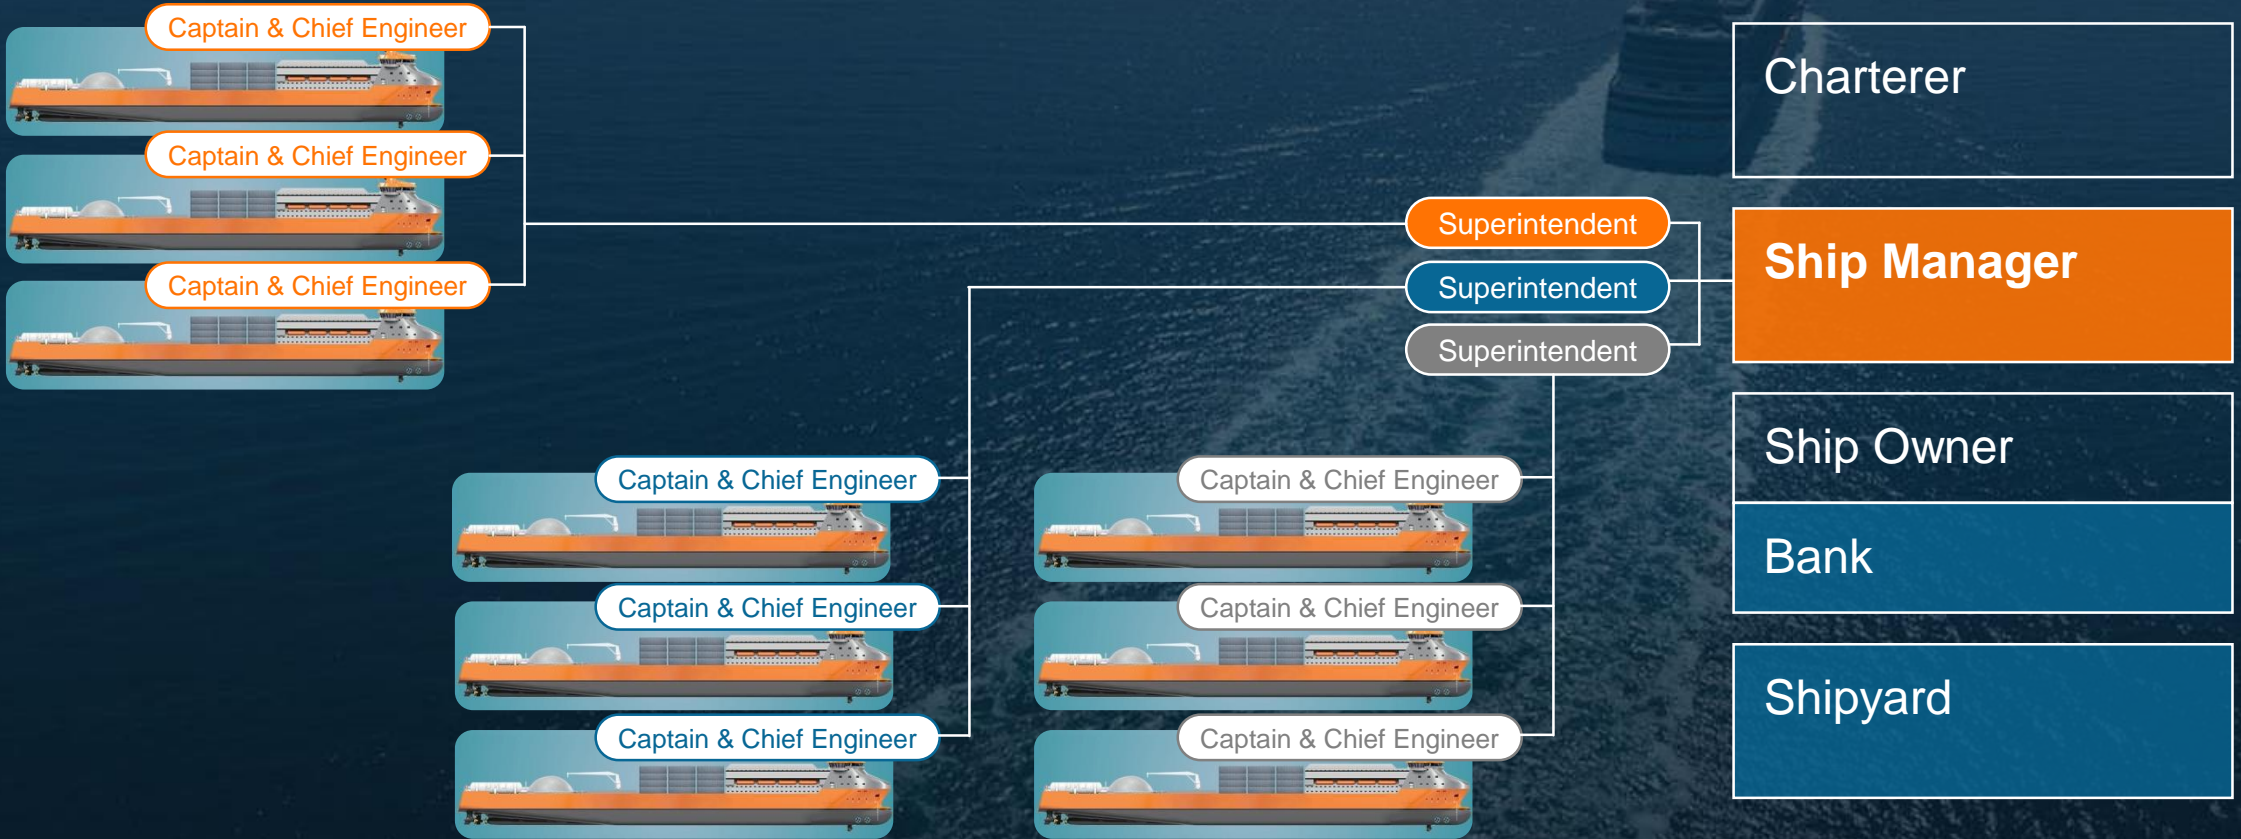 Captain & Chief Engineer
Captain & Chief Engineer
Captain & Chief Engineer
Superintendent
Superintendent
Superintendent
Captain & Chief Engineer
Captain & Chief Engineer
Captain & Chief Engineer
Captain & Chief Engineer
Captain & Chief Engineer
Captain & Chief Engineer
Charterer
Ship Manager
Ship Owner
Bank
Shipyard